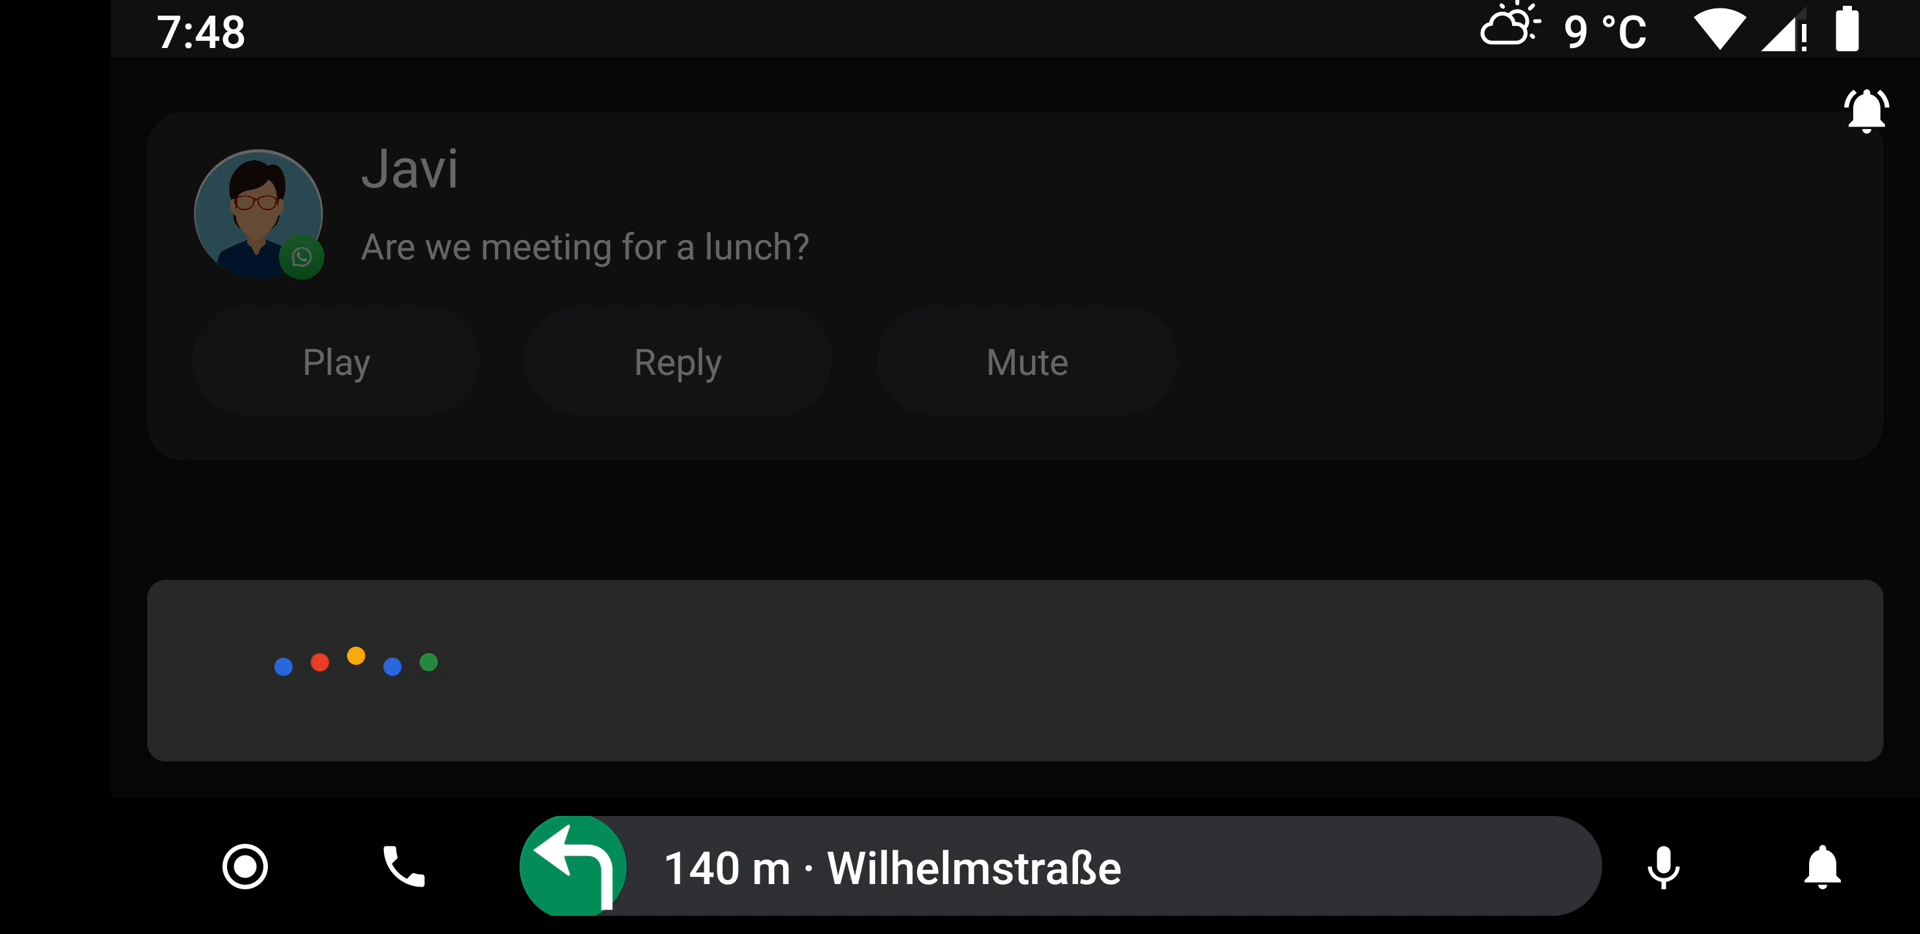 7:48
9 °C
Javi
Are we meeting for a lunch?
Play
Reply
Mute
140 m · Wilhelmstraße